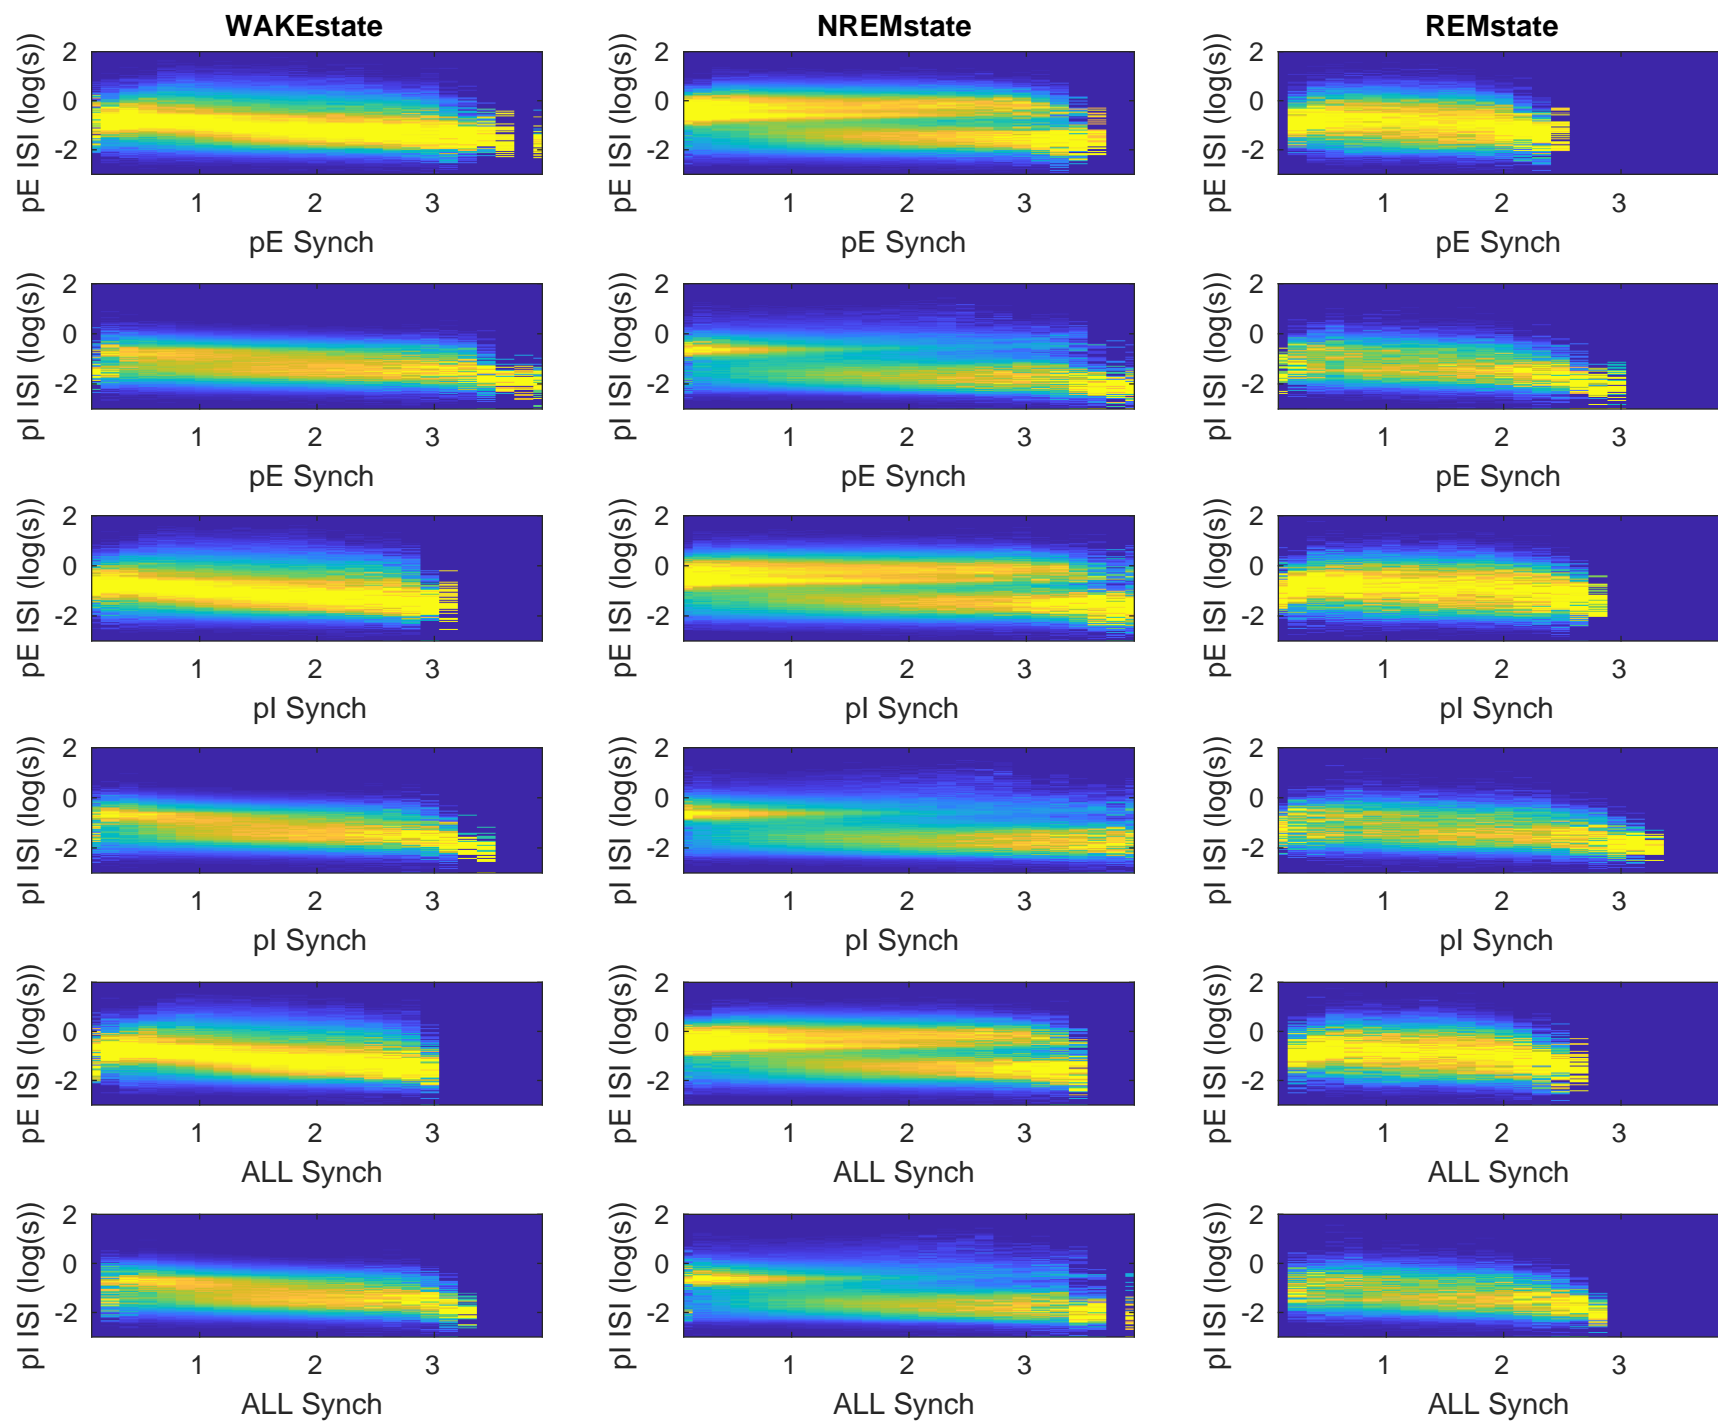 WAKEstate NREMstate REMstate
pE ISI (log(s)) 2 0 -2 pE ISI (log(s)) 2 0 -2 pE ISI (log(s)) 2 0 -2
1 2 3 1 2 3 1 2 3
pE Synch pE Synch pE Synch
pI ISI (log(s)) 2 0 -2 pI ISI (log(s)) 2 0 -2 pI ISI (log(s)) 2 0 -2
1 2 3 1 2 3 1 2 3
pE Synch pE Synch pE Synch
pE ISI (log(s)) 2 0 -2 pE ISI (log(s)) 2 0 -2 pE ISI (log(s)) 2 0 -2
1 2 3 1 2 3 1 2 3
pI Synch pI Synch pI Synch
pI ISI (log(s)) 2 0 -2 pI ISI (log(s)) 2 0 -2 pI ISI (log(s)) 2 0 -2
1 2 3 1 2 3 1 2 3
pI Synch pI Synch pI Synch
pE ISI (log(s)) 2 0 -2 pE ISI (log(s)) 2 0 -2 pE ISI (log(s)) 2 0 -2
1 2 3 1 2 3 1 2 3
ALL Synch ALL Synch ALL Synch
pI ISI (log(s)) 2 0 -2 pI ISI (log(s)) 2 0 -2 pI ISI (log(s)) 2 0 -2
1 2 3 1 2 3 1 2 3
ALL Synch ALL Synch ALL Synch